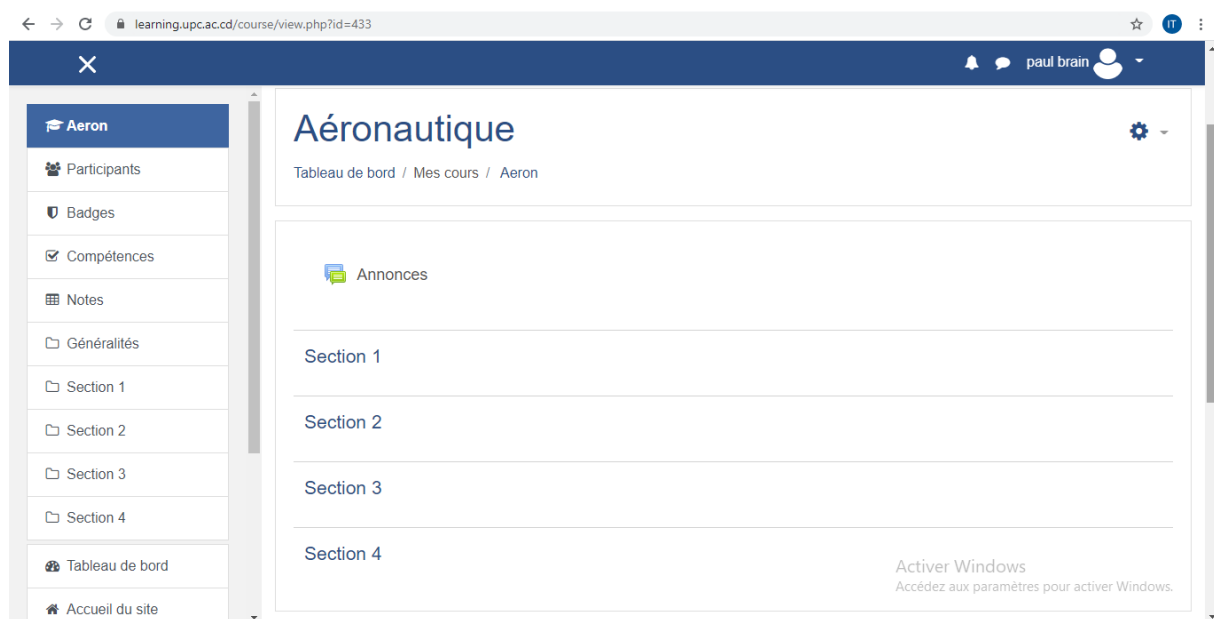 learning.upc.ac.cd/course/view.php?id=433
IT
paul brain
Aeron
Participants
Badges
Compétences
Notes
Généralités
Section 1
Section 2
Section 3
Section 4
Tableau de bord
Accueil du site
Aéronautique
Tableau de bord / Mes cours / Aeron
Annonces
Section 1
Section 2
Section 3
Section 4
Activer Windows
Accédez aux paramètres pour activer Windows.